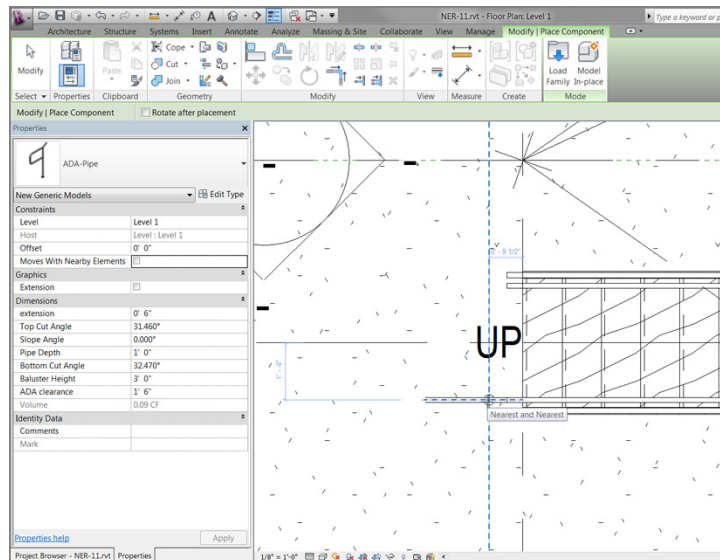 NER-11.rvt - Floor Plan: Level 1
Type a keyword or p
Architecture Structure Systems Insert Annotate Analyze Massing & Site Collaborate View Manage Modify | Place Component
Modify
Paste
Cope
Cut
Join
Load Family
Model In-place
Select Properties Clipboard Geometry Modify View Measure Create Mode
Modify | Place Component Rotate after placement
Properties
ADA-Pipe
New Generic Models Edit Type
Constraints
Level Level 1
Host Level : Level 1
Offset 0' 0"
Moves With Nearby Elements
Graphics
Extension
Dimensions
extension 0' 6"
Top Cut Angle 31.460°
Slope Angle 0.000°
Pipe Depth 1' 0"
Bottom Cut Angle 32.470°
Baluster Height 3' 0"
ADA clearance 1' 6"
Volume 0.09 CF
Identity Data
Comments
Mark
Properties help Apply
Project Browser - NER-11.rvt Properties
0' - 9 1/2"
UP
1' - 4"
Nearest and Nearest
1/8" = 1'-0"